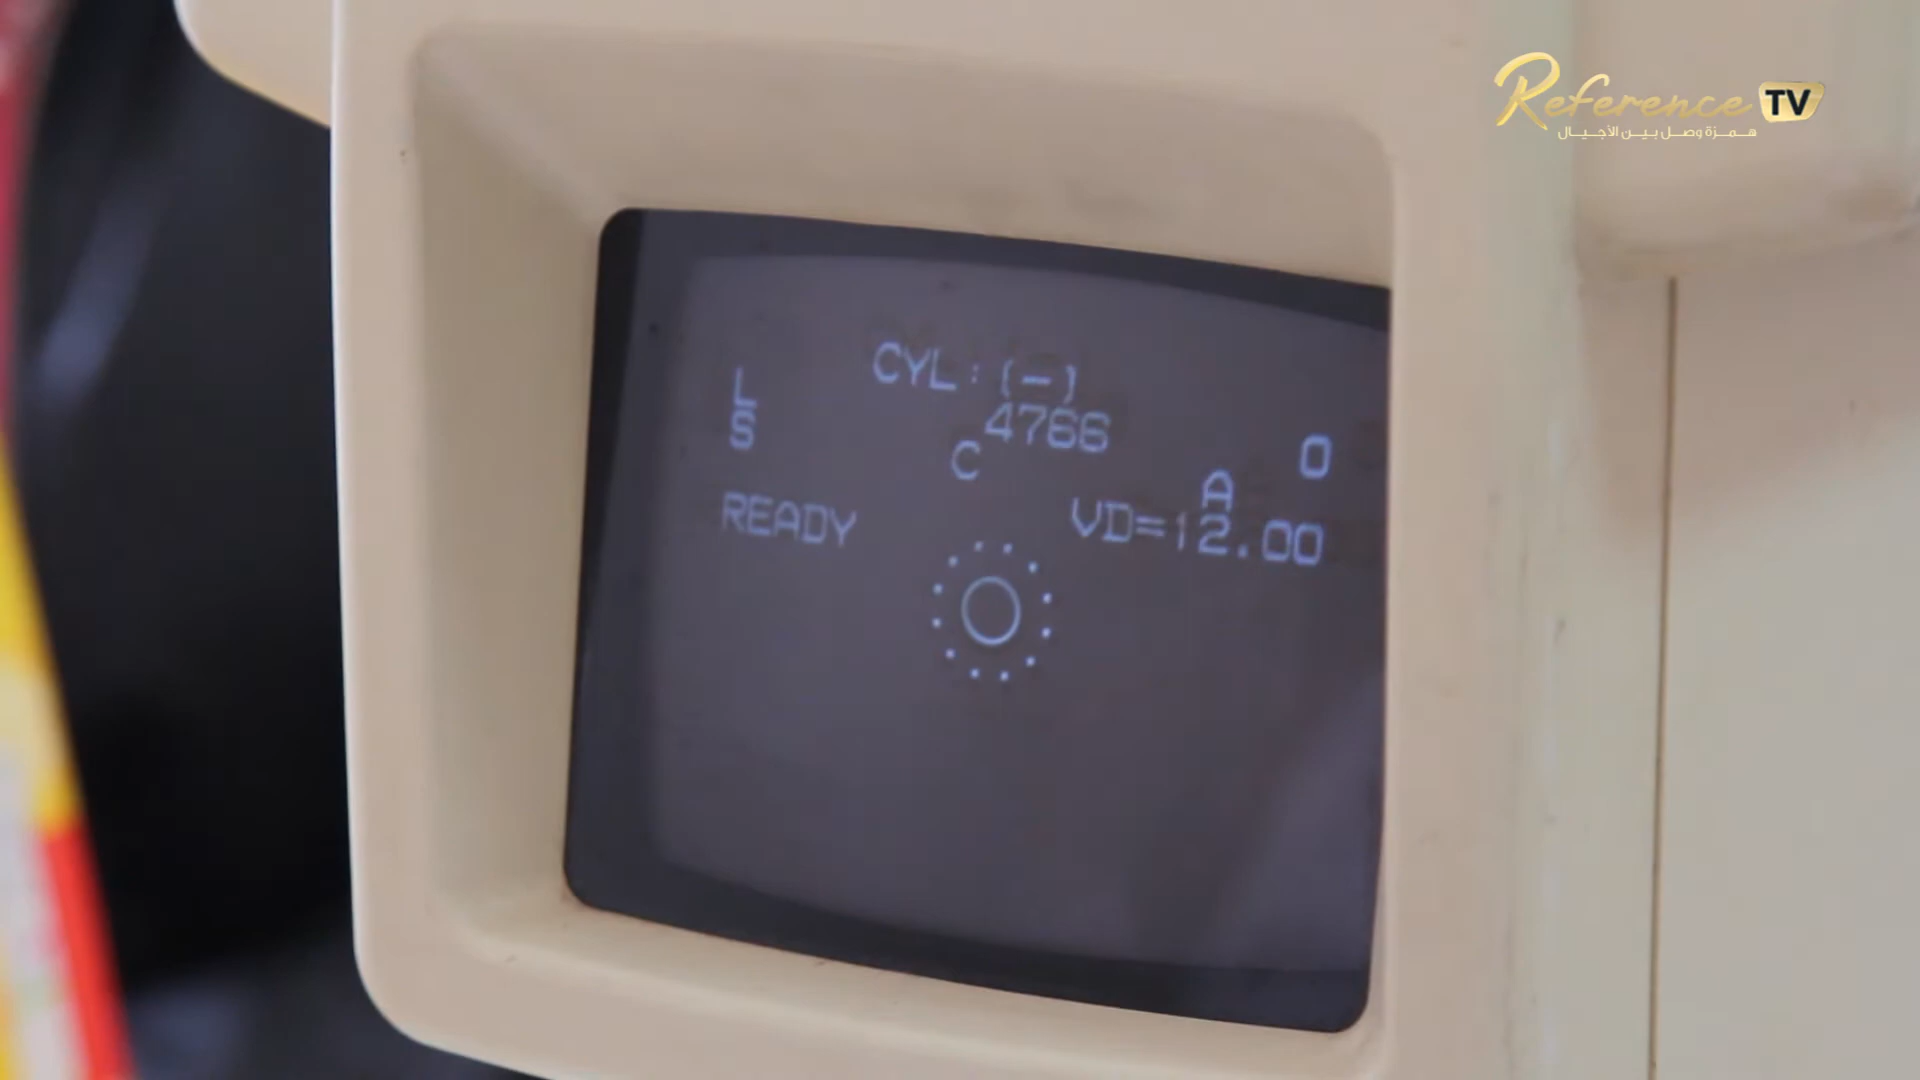 Reference TV
همزة وصل بين الأجيال
CYL:(-)
L 4766 0
S C A
READY VD=12.00